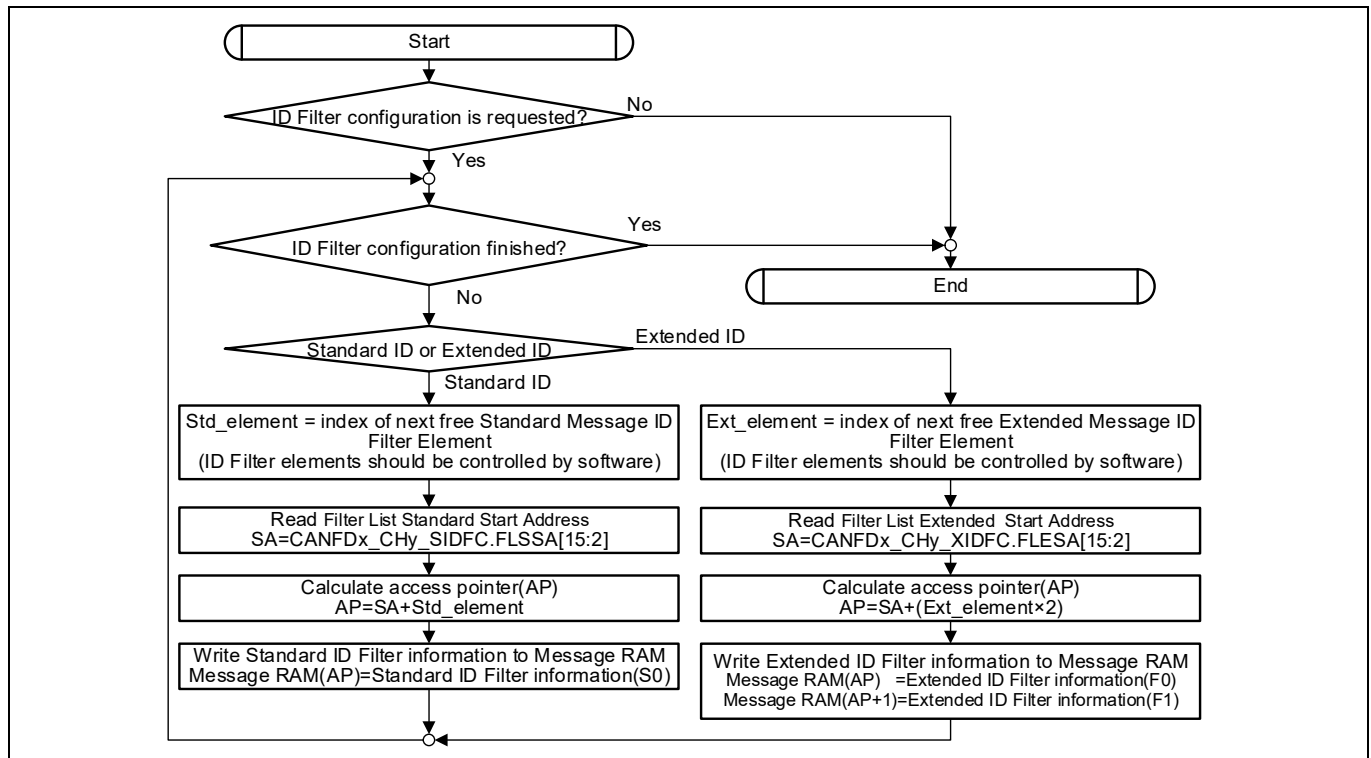 Start
ID Filter configuration is requested?
No
Yes
ID Filter configuration finished?
Yes
End
No
Standard ID or Extended ID
Extended ID
Standard ID
Std_element = index of next free Standard Message ID
Filter Element
(ID Filter elements should be controlled by software)
Ext_element = index of next free Extended Message ID
Filter Element
(ID Filter elements should be controlled by software)
Read Filter List Standard Start Address
SA=CANFDx_CHy_SIDFC.FLSSA[15:2]
Read Filter List Extended Start Address
SA=CANFDx_CHy_XIDFC.FLESA[15:2]
Calculate access pointer(AP)
AP=SA+Std_element
Calculate access pointer(AP)
AP=SA+(Ext_element×2)
Write Standard ID Filter information to Message RAM
Message RAM(AP)=Standard ID Filter information(S0)
Write Extended ID Filter information to Message RAM
Message RAM(AP) =Extended ID Filter information(F0)
Message RAM(AP+1)=Extended ID Filter information(F1)